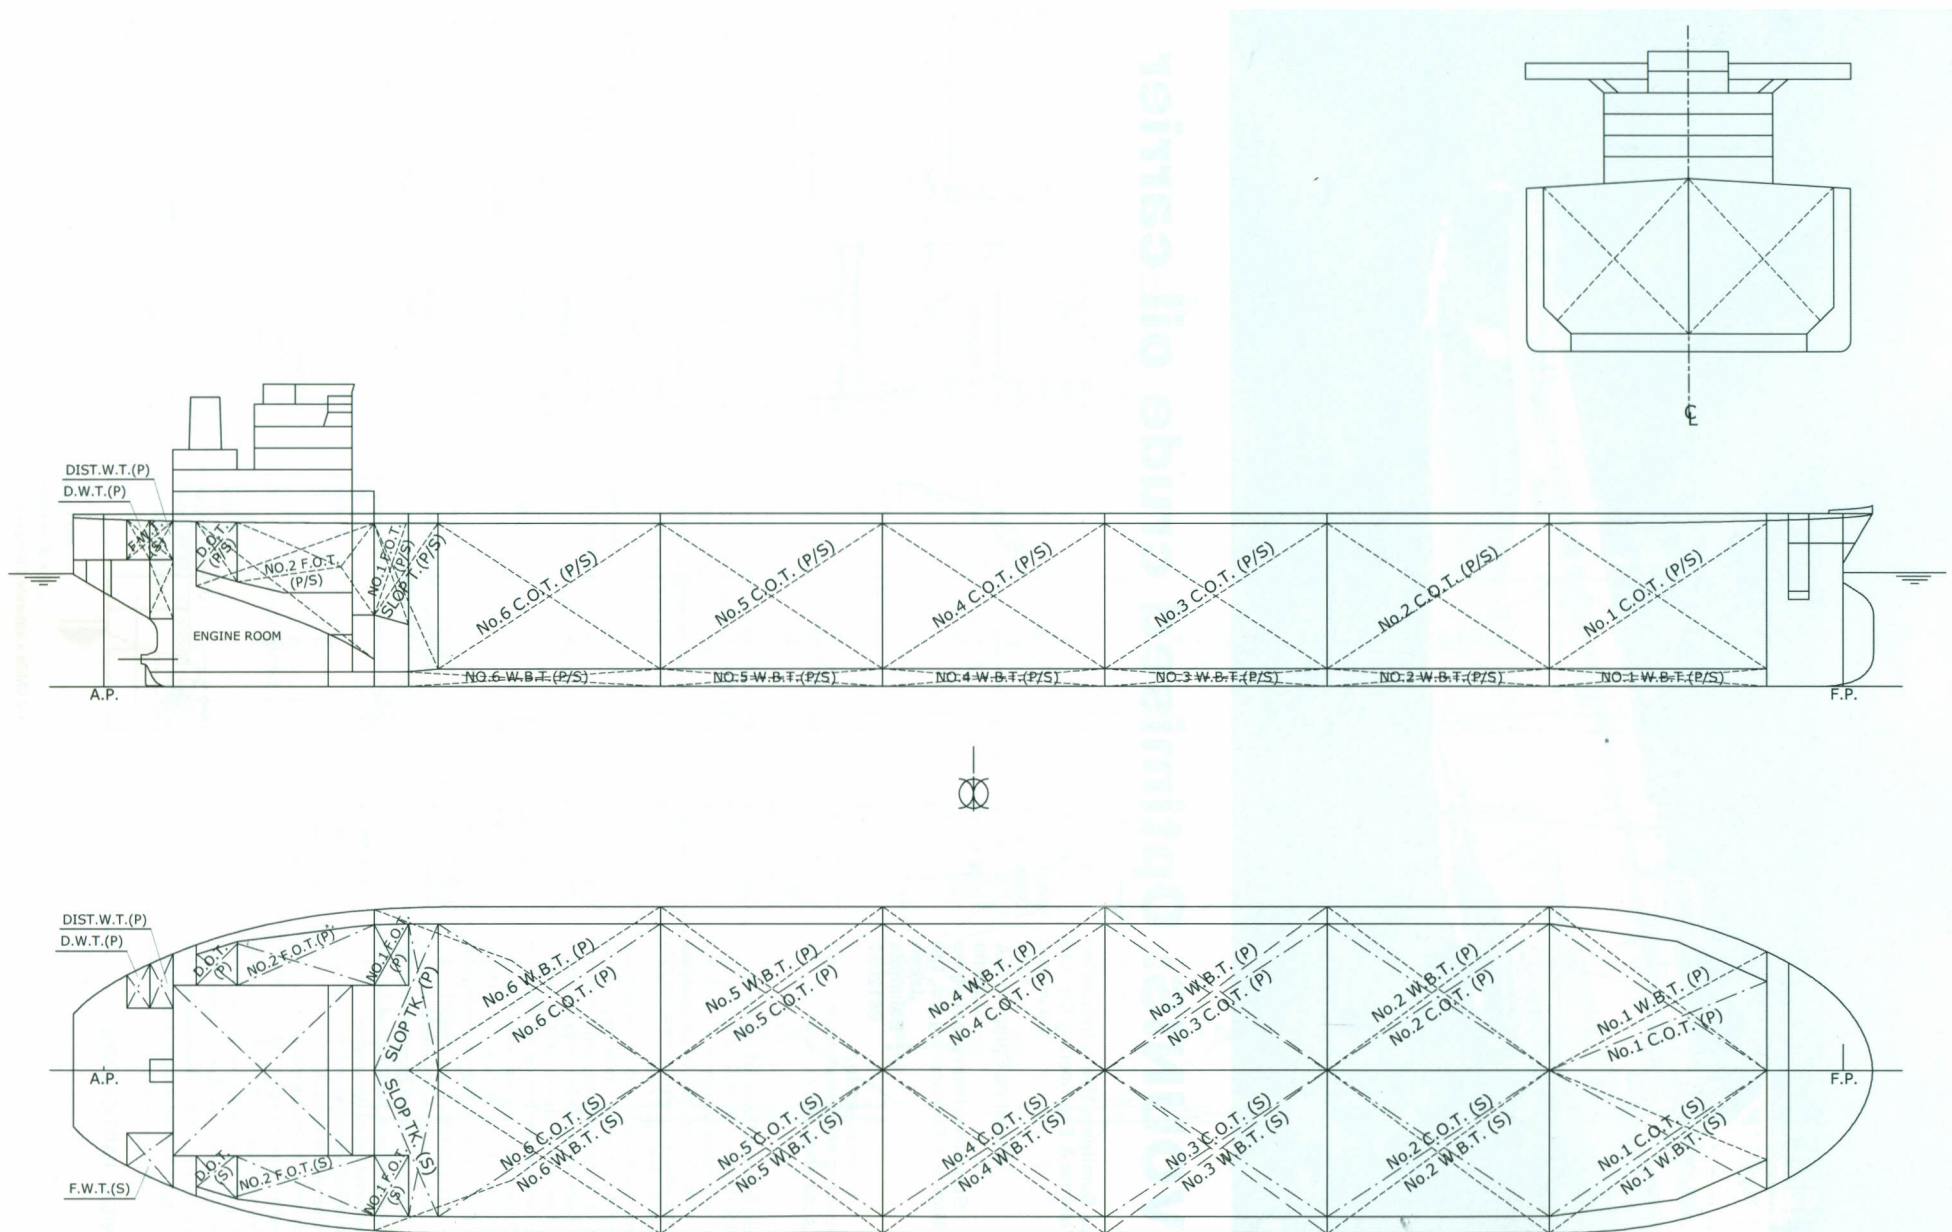 ℄
DIST.W.T.(P)
D.W.T.(P)
F.W.T.
(S)
D.O.T.
(P/S)
NO.2 F.O.T.
(P/S)
NO.1 F.O.T.
(P/S)
SLOP T.(P/S)
No.6 C.O.T. (P/S)
No.5 C.O.T. (P/S)
No.4 C.O.T. (P/S)
No.3 C.O.T. (P/S)
No.2 C.O.T. (P/S)
No.1 C.O.T. (P/S)
ENGINE ROOM
NO.6 W.B.T.(P/S)
NO.5 W.B.T.(P/S)
NO.4 W.B.T.(P/S)
NO.3 W.B.T.(P/S)
NO.2 W.B.T.(P/S)
NO.1 W.B.T.(P/S)
A.P.
F.P.
DIST.W.T.(P)
D.W.T.(P)
D.O.T.
(P)
NO.2 F.O.T.(P)
NO.1 F.O.T.
(P)
SLOP TK. (P)
No.6 W.B.T. (P)
No.6 C.O.T. (P)
No.5 W.B.T. (P)
No.5 C.O.T. (P)
No.4 W.B.T. (P)
No.4 C.O.T. (P)
No.3 W.B.T. (P)
No.3 C.O.T. (P)
No.2 W.B.T. (P)
No.2 C.O.T. (P)
No.1 W.B.T. (P)
No.1 C.O.T. (P)
A.P.
F.P.
SLOP TK. (S)
No.6 C.O.T. (S)
No.6 W.B.T. (S)
No.5 C.O.T. (S)
No.5 W.B.T. (S)
No.4 C.O.T. (S)
No.4 W.B.T. (S)
No.3 C.O.T. (S)
No.3 W.B.T. (S)
No.2 C.O.T. (S)
No.2 W.B.T. (S)
No.1 C.O.T. (S)
No.1 W.B.T. (S)
D.O.T.
(S)
NO.2 F.O.T.(S)
NO.1 F.O.T.
(S)
F.W.T.(S)
crude oil carrier